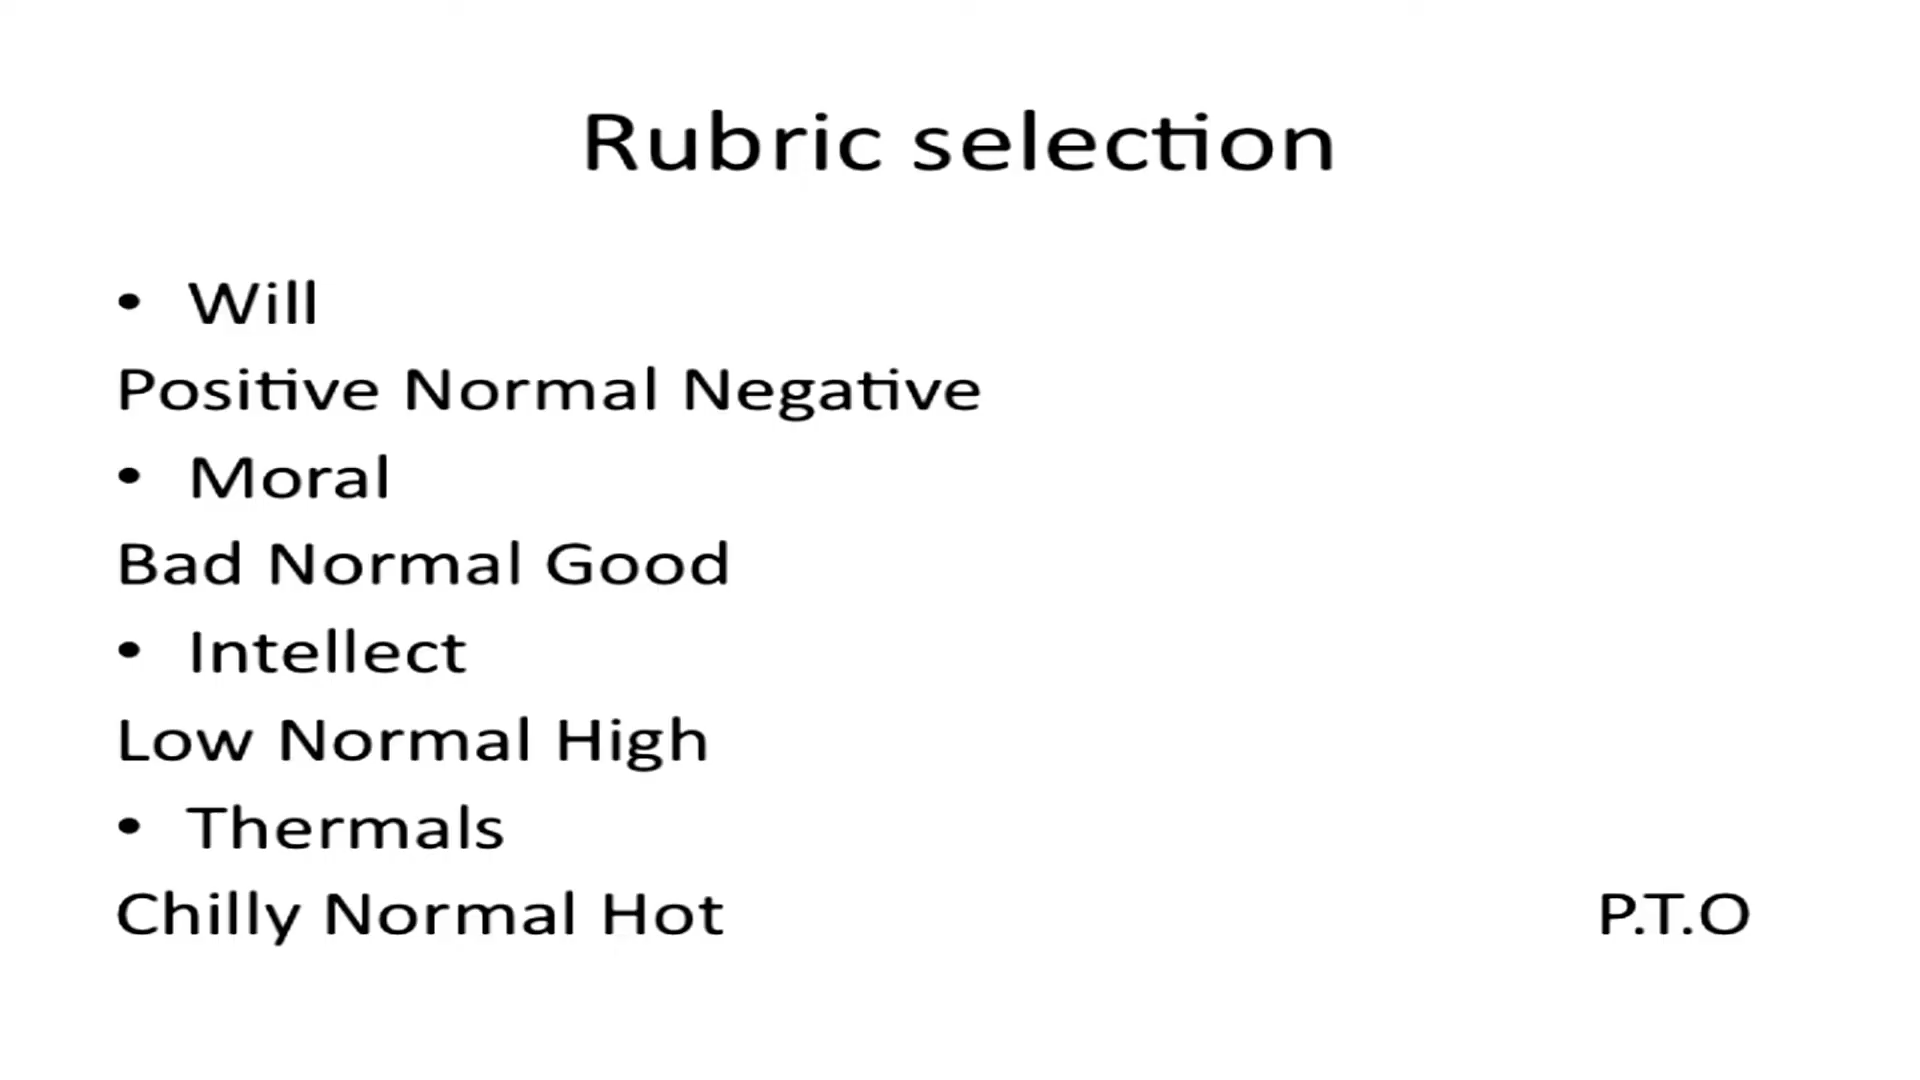 Rubric selection
• Will
Positive Normal Negative
• Moral
Bad Normal Good
• Intellect
Low Normal High
• Thermals
Chilly Normal Hot P.T.O